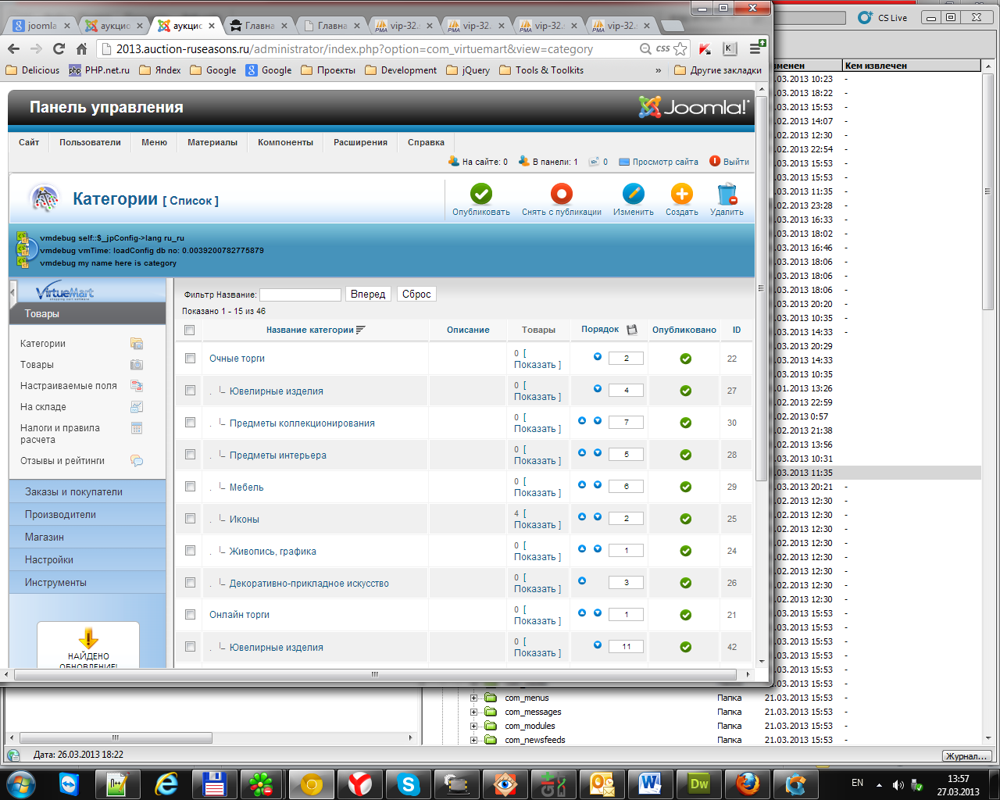 joomla
аукцио
аукцио
Главна
Главна
vip-32.
vip-32.
vip-32.
vip-32.
CS Live
2013.auction-ruseasons.ru/administrator/index.php?option=com_virtuemart&view=category
css
Delicious
PHP.net.ru
Яndex
Google
Google
Проекты
Development
jQuery
Tools & Toolkits
»
Другие закладки
Панель управления
Joomla!
Сайт
Пользователи
Меню
Материалы
Компоненты
Расширения
Справка
На сайте: 0
В панели: 1
0
Просмотр сайта
Выйти
Категории [ Список ]
Опубликовать
Снять с публикации
Изменить
Создать
Удалить
vmdebug self::$_jpConfig->lang ru_ru
vmdebug vmTime: loadConfig db no: 0.0039200782775879
vmdebug my name here is category
VirtueMart
Товары
Категории
Товары
Настраиваемые поля
На складе
Налоги и правила
расчета
Отзывы и рейтинги
Заказы и покупатели
Производители
Магазин
Настройки
Инструменты
НАЙДЕНО
ОБНОВЛЕНИЕ!
Фильтр Название:
Вперед
Сброс
Показано 1 - 15 из 46
Название категории
Описание
Товары
Порядок
Опубликовано
ID
Очные торги
0 [
Показать ]
2
22
. Ювелирные изделия
0 [
Показать ]
4
27
. Предметы коллекционирования
0 [
Показать ]
7
30
. Предметы интерьера
0 [
Показать ]
5
28
. Мебель
0 [
Показать ]
6
29
. Иконы
4 [
Показать ]
2
25
. Живопись, графика
0 [
Показать ]
1
24
. Декоративно-прикладное искусство
0 [
Показать ]
3
26
Онлайн торги
0 [
Показать ]
1
21
. Ювелирные изделия
0 [
Показать ]
11
42
менен
Кем извлечен
.03.2013 10:23 -
.03.2013 18:22 -
.03.2013 15:53 -
.02.2013 14:07 -
.02.2013 12:30 -
.02.2013 22:54 -
.03.2013 15:53 -
.03.2013 15:53 -
.03.2013 11:35 -
.02.2013 23:28 -
.03.2013 16:33 -
.03.2013 18:02 -
.03.2013 16:46 -
.03.2013 18:06 -
.03.2013 18:06 -
.03.2013 18:06 -
.03.2013 20:20 -
.03.2013 10:35 -
.03.2013 14:33 -
.02.2013 20:29
.03.2013 14:33
.03.2013 10:35
.01.2013 13:26
.02.2013 22:59
.02.2013 0:57
.02.2013 21:38
.02.2013 13:56
.03.2013 10:31
.03.2013 11:35
.03.2013 20:21 -
.02.2013 12:30 -
.02.2013 12:30 -
.02.2013 12:30 -
.02.2013 12:30 -
.02.2013 12:30 -
.02.2013 12:30 -
.02.2013 12:30 -
.02.2013 12:30 -
.03.2013 15:53 -
.03.2013 15:53 -
.03.2013 15:53 -
.03.2013 15:53 -
.03.2013 15:53 -
.03.2013 15:53 -
com_menus Папка 21.03.2013 15:53 -
com_messages Папка 21.03.2013 15:53 -
com_modules Папка 21.03.2013 15:53 -
com_newsfeeds Папка 21.03.2013 15:53 -
Дата: 26.03.2013 18:22
Журнал...
EN
13:57
27.03.2013